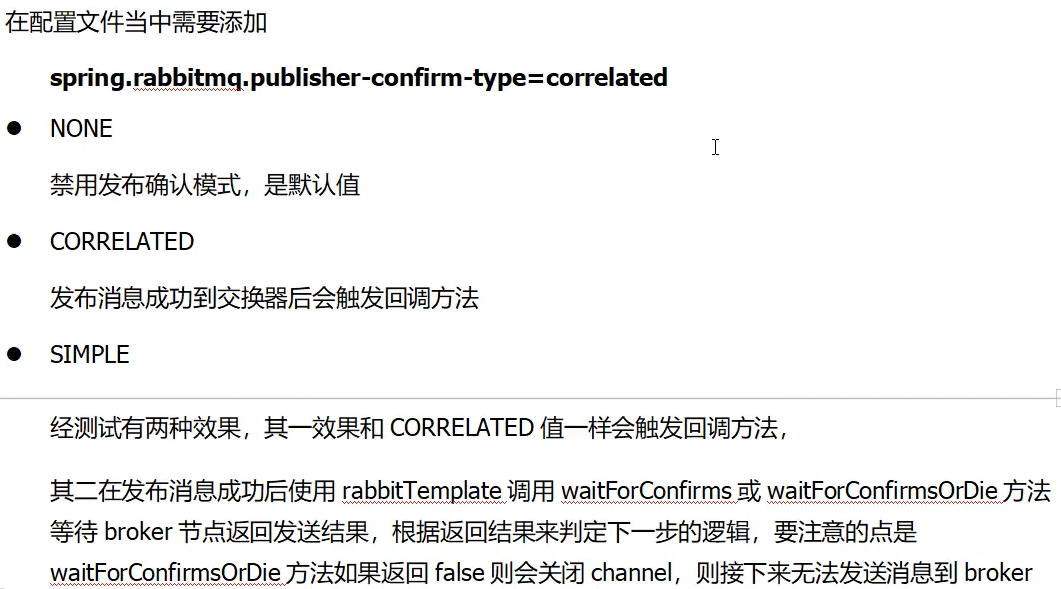 在配置文件当中需要添加
spring.rabbitmq.publisher-confirm-type=correlated
● NONE
禁用发布确认模式，是默认值
● CORRELATED
发布消息成功到交换器后会触发回调方法
● SIMPLE
经测试有两种效果，其一效果和 CORRELATED 值一样会触发回调方法，
其二在发布消息成功后使用 rabbitTemplate 调用 waitForConfirms 或 waitForConfirmsOrDie 方法
等待 broker 节点返回发送结果，根据返回结果来判定下一步的逻辑，要注意的点是
waitForConfirmsOrDie 方法如果返回 false 则会关闭 channel，则接下来无法发送消息到 broker